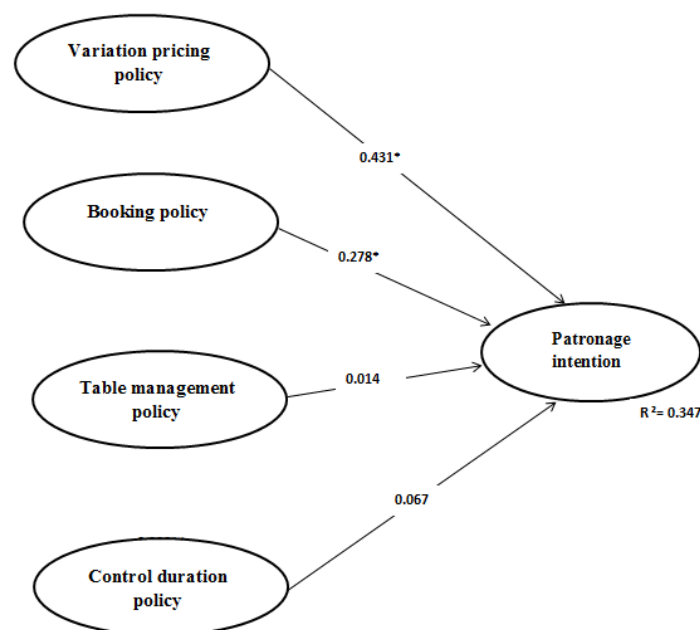 Variation pricing
policy
0.431*
Booking policy
0.278*
Patronage
intention
R²= 0.347
Table management
policy
0.014
0.067
Control duration
policy